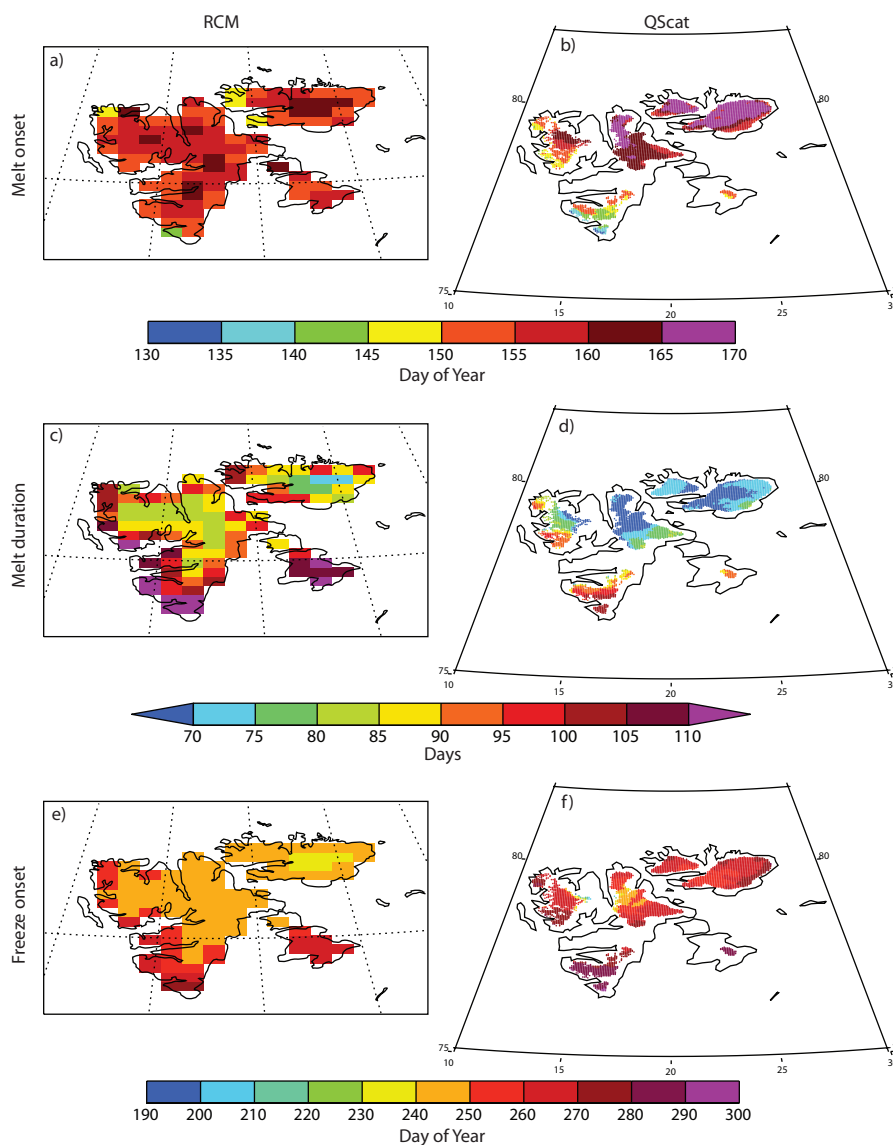 RCM
QScat
a)
b)
Melt onset
80
80
75
10
15
20
3
130 135 140 145 150 155 160 165 170
Day of Year
c)
d)
Melt duration
80
80
75
10
15
20
3
70 75 80 85 90 95 100 105 110
Days
e)
f)
Freeze onset
80
80
75
10
15
20
3
190 200 210 220 230 240 250 260 270 280 290 300
Day of Year